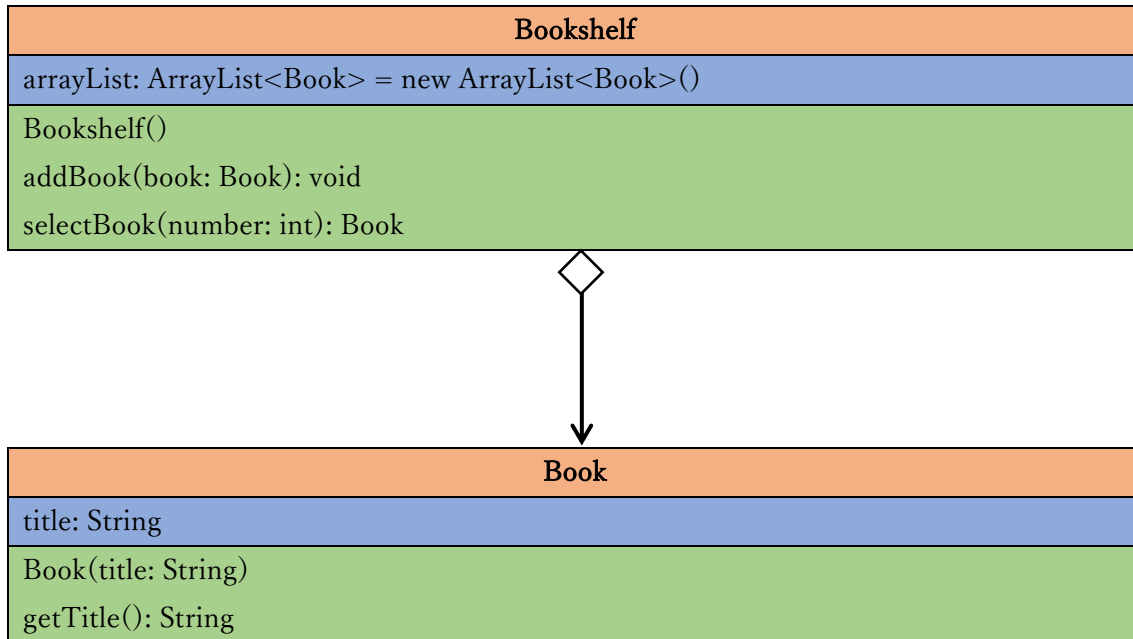 Bookshelf
arrayList: ArrayList<Book> = new ArrayList<Book>()
Bookshelf()
addBook(book: Book): void
selectBook(number: int): Book
Book
title: String
Book(title: String)
getTitle(): String